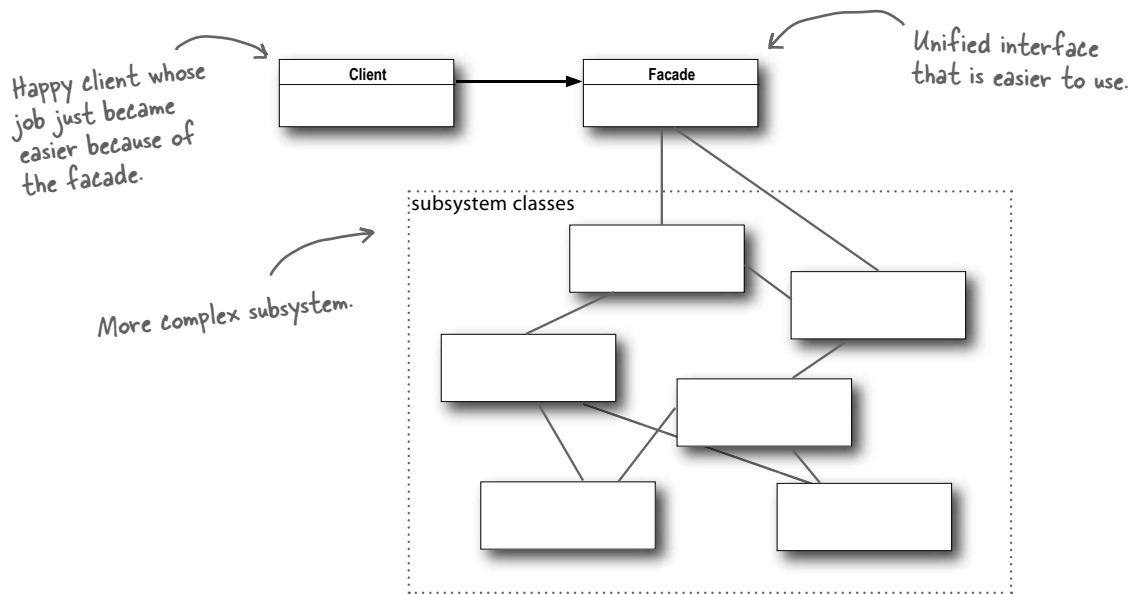 Client
Facade
Unified interface
that is easier to use.
Happy client whose
job just became
easier because of
the facade.
subsystem classes
More complex subsystem.